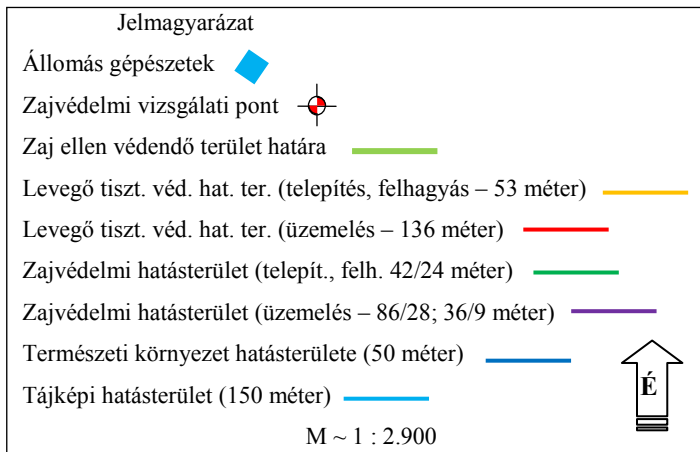 Jelmagyarázat
Állomás gépészetek
Zajvédelmi vizsgálati pont
Zaj ellen védendő terület határa
Levegő tiszt. véd. hat. ter. (telepítés, felhagyás – 53 méter)
Levegő tiszt. véd. hat. ter. (üzemelés – 136 méter)
Zajvédelmi hatásterület (telepít., felh. 42/24 méter)
Zajvédelmi hatásterület (üzemelés – 86/28; 36/9 méter)
Természeti környezet hatásterülete (50 méter)
Tájképi hatásterület (150 méter)
É
M ~ 1 : 2.900